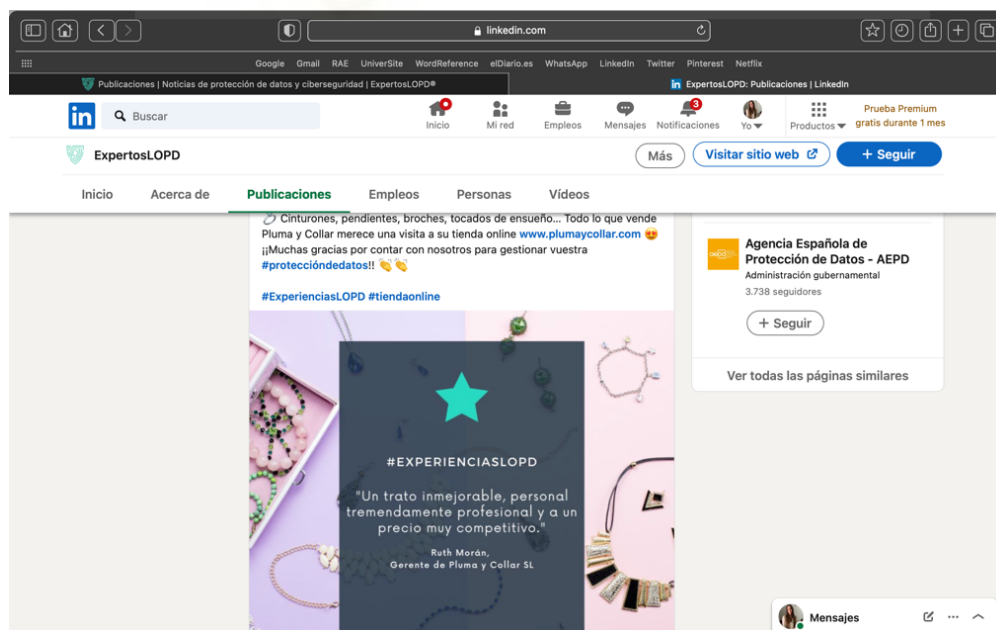 linkedin.com
Google Gmail RAE UniverSite WordReference elDiario.es WhatsApp LinkedIn Twitter Pinterest Netflix
Publicaciones | Noticias de protección de datos y ciberseguridad | ExpertosLOPD®
in ExpertosLOPD: Publicaciones | LinkedIn
in
Buscar
Inicio
Mi red
Empleos
Mensajes
3
Notificaciones
Yo
Productos
Prueba Premium
gratis durante 1 mes
ExpertosLOPD
Más
Visitar sitio web
+ Seguir
Inicio
Acerca de
Publicaciones
Empleos
Personas
Vídeos
Cinturones, pendientes, broches, tocados de ensueño... Todo lo que vende
Pluma y Collar merece una visita a su tienda online www.plumaycollar.com 😍
¡¡Muchas gracias por contar con nosotros para gestionar vuestra
#proteccióndedatos!! 👏 👏
#ExperienciasLOPD #tiendaonline
#EXPERIENCIASLOPD
"Un trato inmejorable, personal
tremendamente profesional y a un
precio muy competitivo."
Ruth Morán,
Gerente de Pluma y Collar SL
Agencia Española de
Protección de Datos - AEPD
Administración gubernamental
3.738 seguidores
+ Seguir
Ver todas las páginas similares
Mensajes